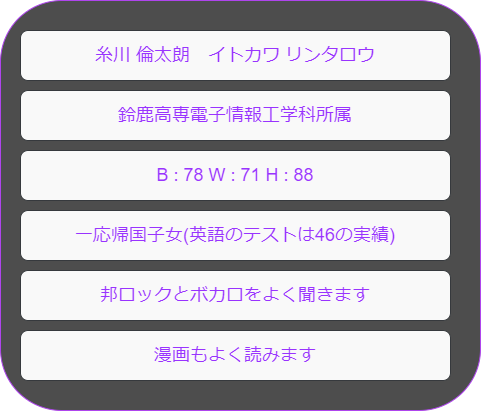 糸川 倫太朗　イトカワ リンタロウ
鈴鹿高専電子情報工学科所属
B : 78 W : 71 H : 88
一応帰国子女(英語のテストは46の実績)
邦ロックとボカロをよく聞きます
漫画もよく読みます